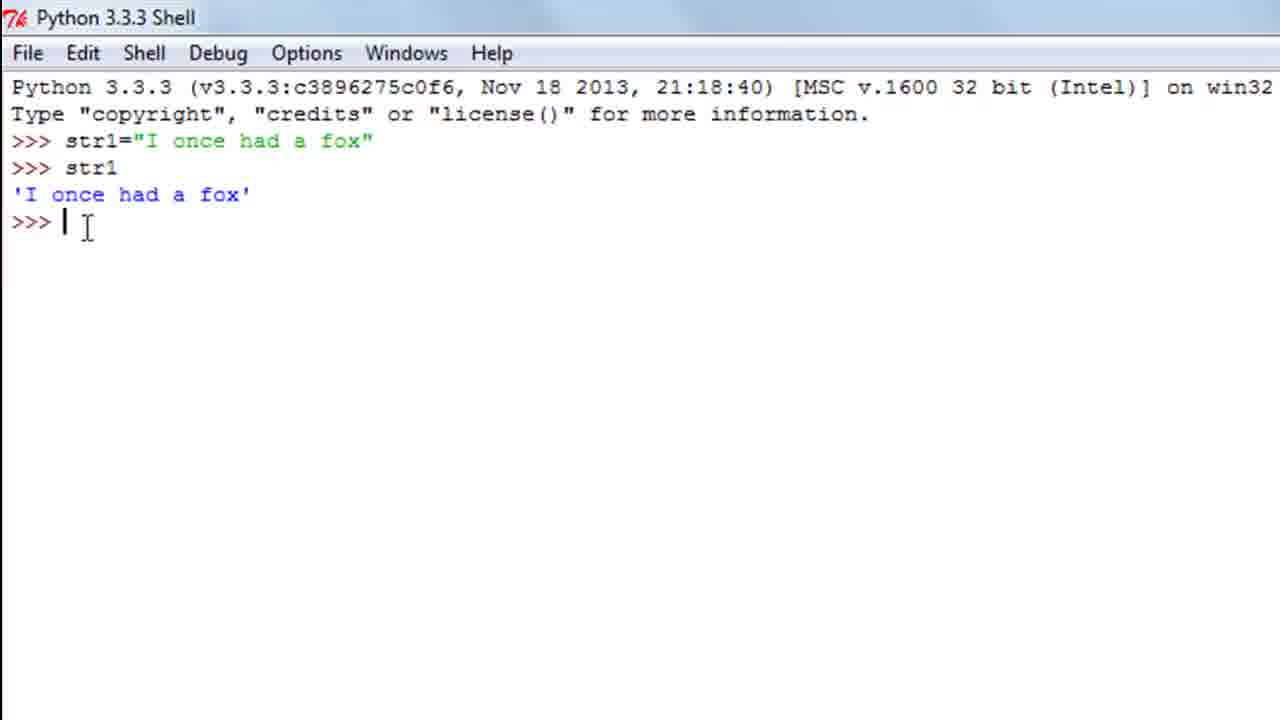 Python 3.3.3 Shell
File Edit Shell Debug Options Windows Help
Python 3.3.3 (v3.3.3:c3896275c0f6, Nov 18 2013, 21:18:40) [MSC v.1600 32 bit (Intel)] on win32
Type "copyright", "credits" or "license()" for more information.
>>> str1="I once had a fox"
>>> str1
'I once had a fox'
>>>